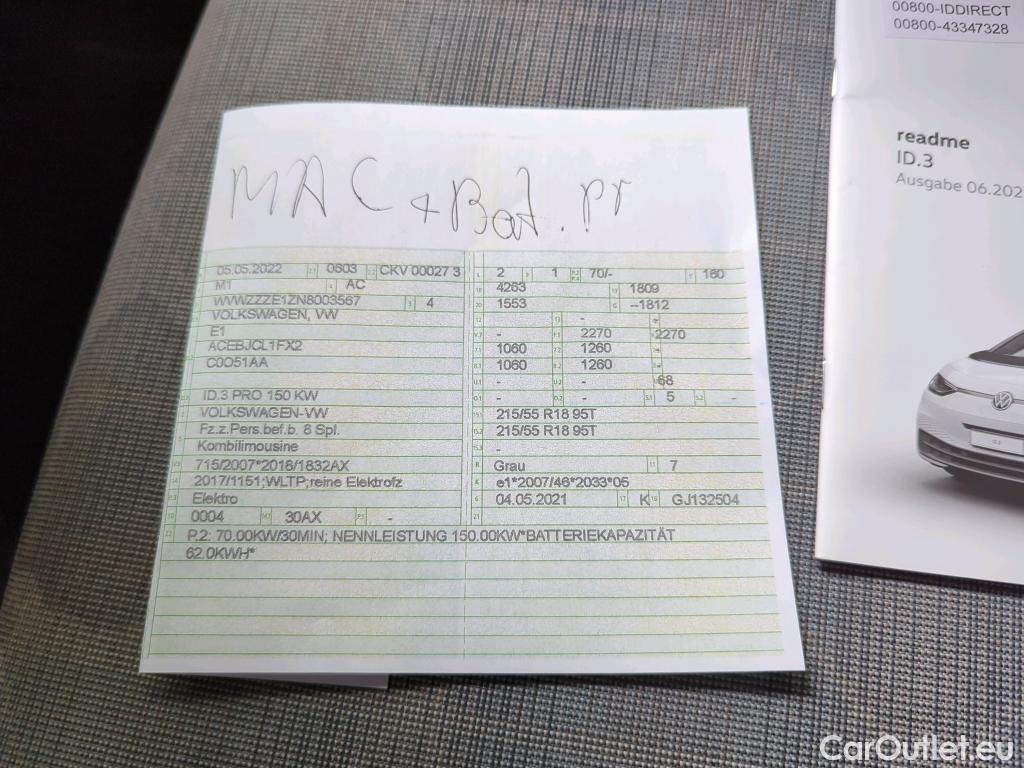 00800-IDDIRECT
00800-43347328
readme
ID.3
Ausgabe 06.202
MAC + Bat. pr
05.05.2022 0603 CKV 00027 3
M1 AC
WVWZZZE1ZN8003567 4
VOLKSWAGEN, VW
E1
ACEBJCL1FX2
C0O51AA
ID.3 PRO 150 KW
VOLKSWAGEN-VW
Fz.z.Pers.bef.b. 8 Spl.
Kombilimousine
715/2007*2018/1832AX
2017/1151;WLTP;reine Elektrofz
Elektro
0004 30AX -
2 1 70/- 160
4263 1809
1553 --1812
- -
- 2270 2270
1060 1260
1060 1260
- - 68
- - 5 -
215/55 R18 95T
215/55 R18 95T
-
Grau 7
e1*2007/46*2033*05
04.05.2021 K GJ132504
P.2: 70.00KW/30MIN; NENNLEISTUNG 150.00KW*BATTERIEKAPAZITÄT
62.0KWH*
CarOutlet.eu